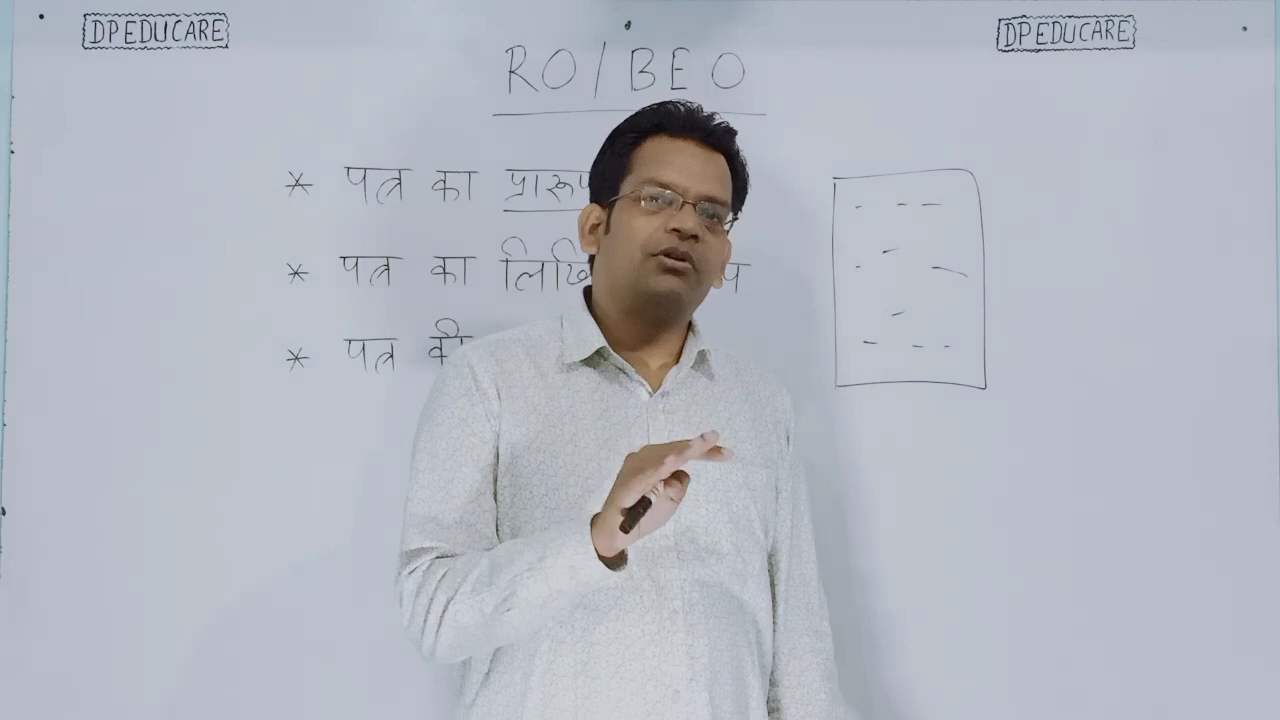 DP EDUCARE
DP EDUCARE
RO / BEO
* पत्र का
* पत्र का
* पत्र की